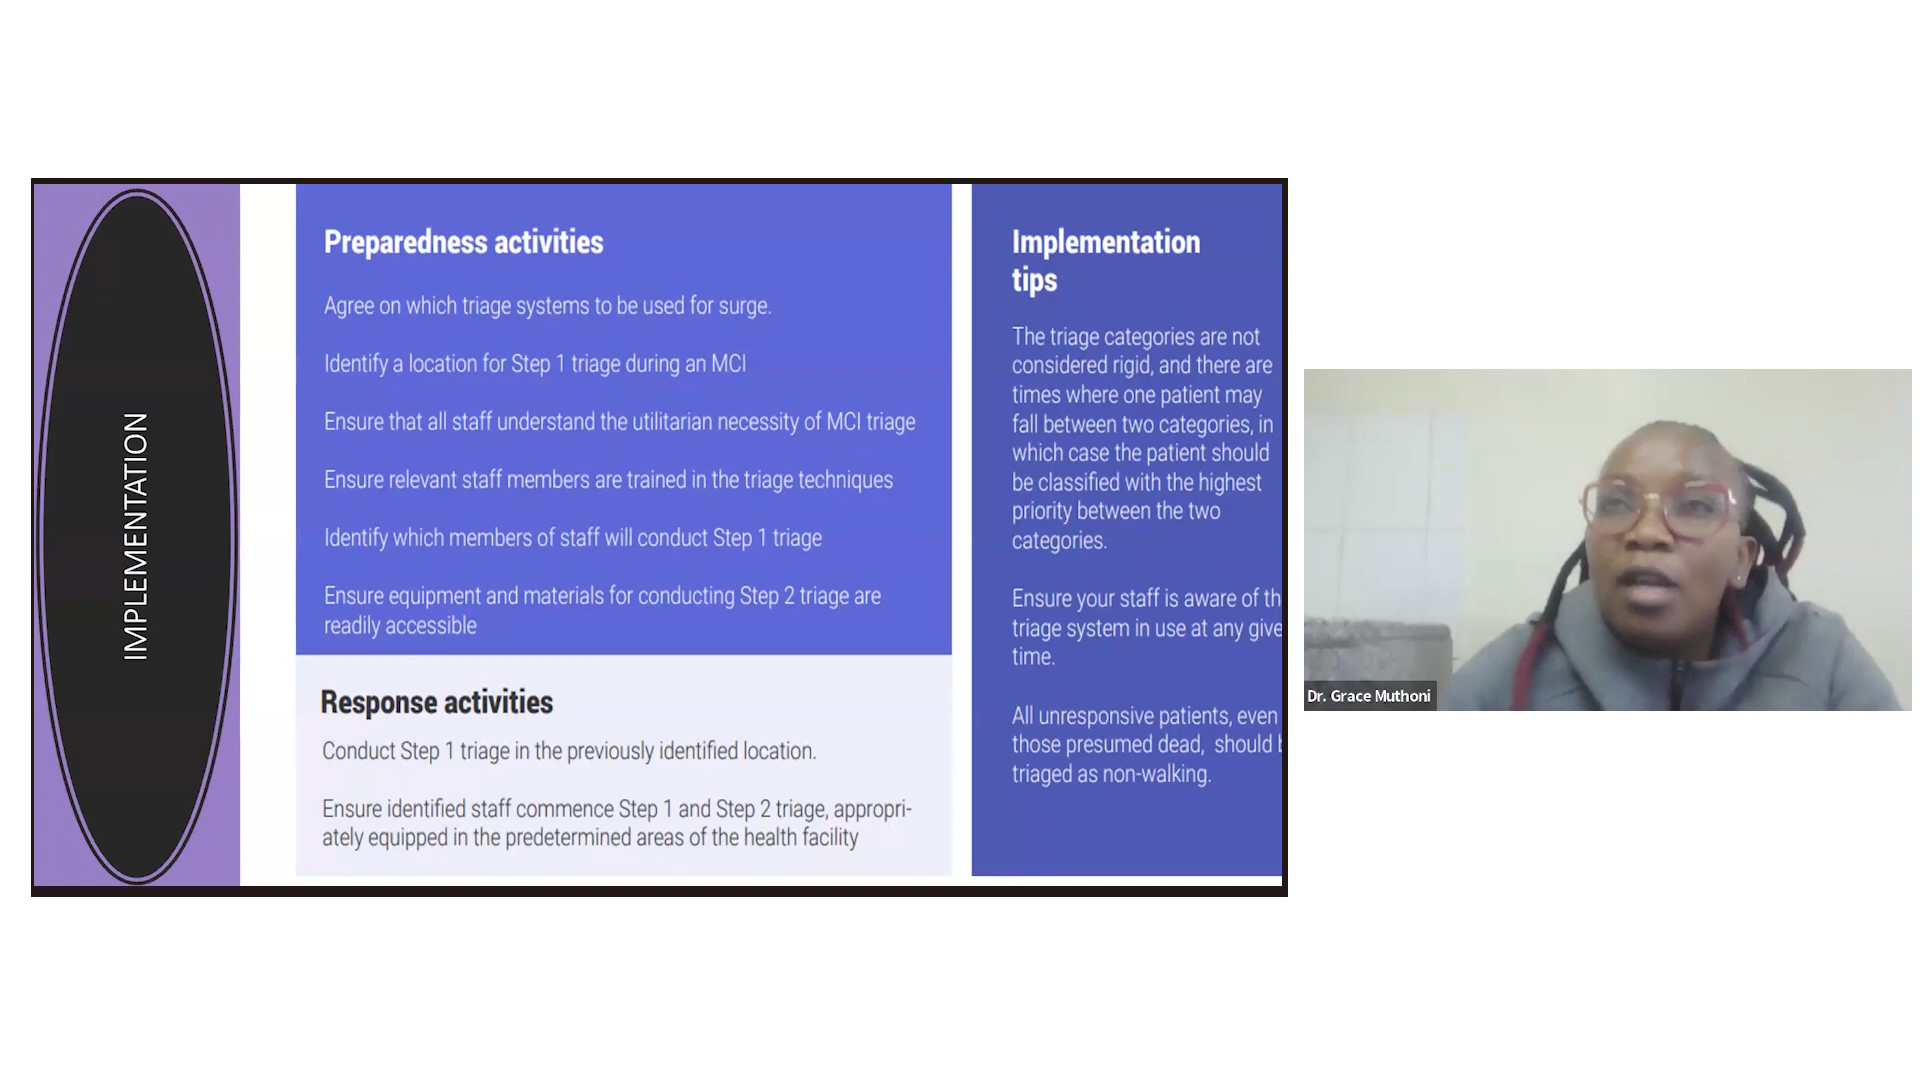 IMPLEMENTATION
Preparedness activities
Agree on which triage systems to be used for surge.
Identify a location for Step 1 triage during an MCI
Ensure that all staff understand the utilitarian necessity of MCI triage
Ensure relevant staff members are trained in the triage techniques
Identify which members of staff will conduct Step 1 triage
Ensure equipment and materials for conducting Step 2 triage are
readily accessible
Response activities
Conduct Step 1 triage in the previously identified location.
Ensure identified staff commence Step 1 and Step 2 triage, appropri-
ately equipped in the predetermined areas of the health facility
Implementation
tips
The triage categories are not
considered rigid, and there are
times where one patient may
fall between two categories, in
which case the patient should
be classified with the highest
priority between the two
categories.
Ensure your staff is aware of
triage system in use at any
time.
All unresponsive patients, even
those presumed dead, should
triaged as non-walking.
Dr. Grace Muthoni